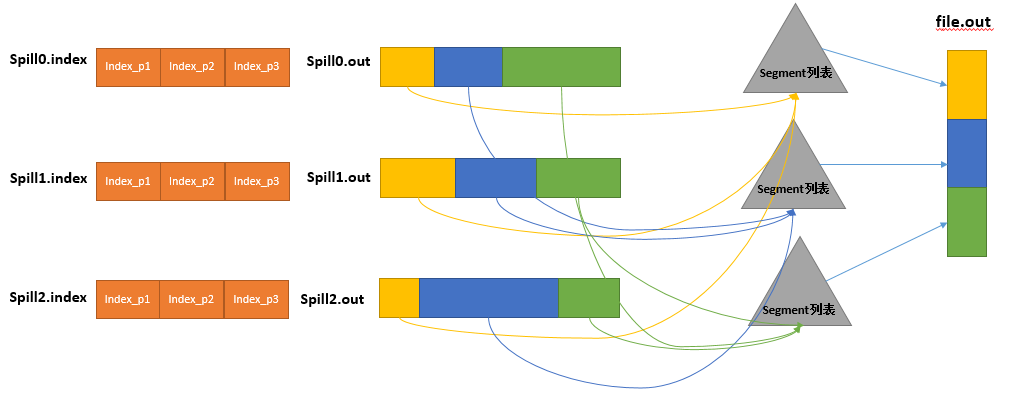 file.out
Spill0.index
Index_p1
Index_p2
Index_p3
Spill0.out
Segment列表
Spill1.index
Index_p1
Index_p2
Index_p3
Spill1.out
Segment列表
Spill2.index
Index_p1
Index_p2
Index_p3
Spill2.out
Segment列表